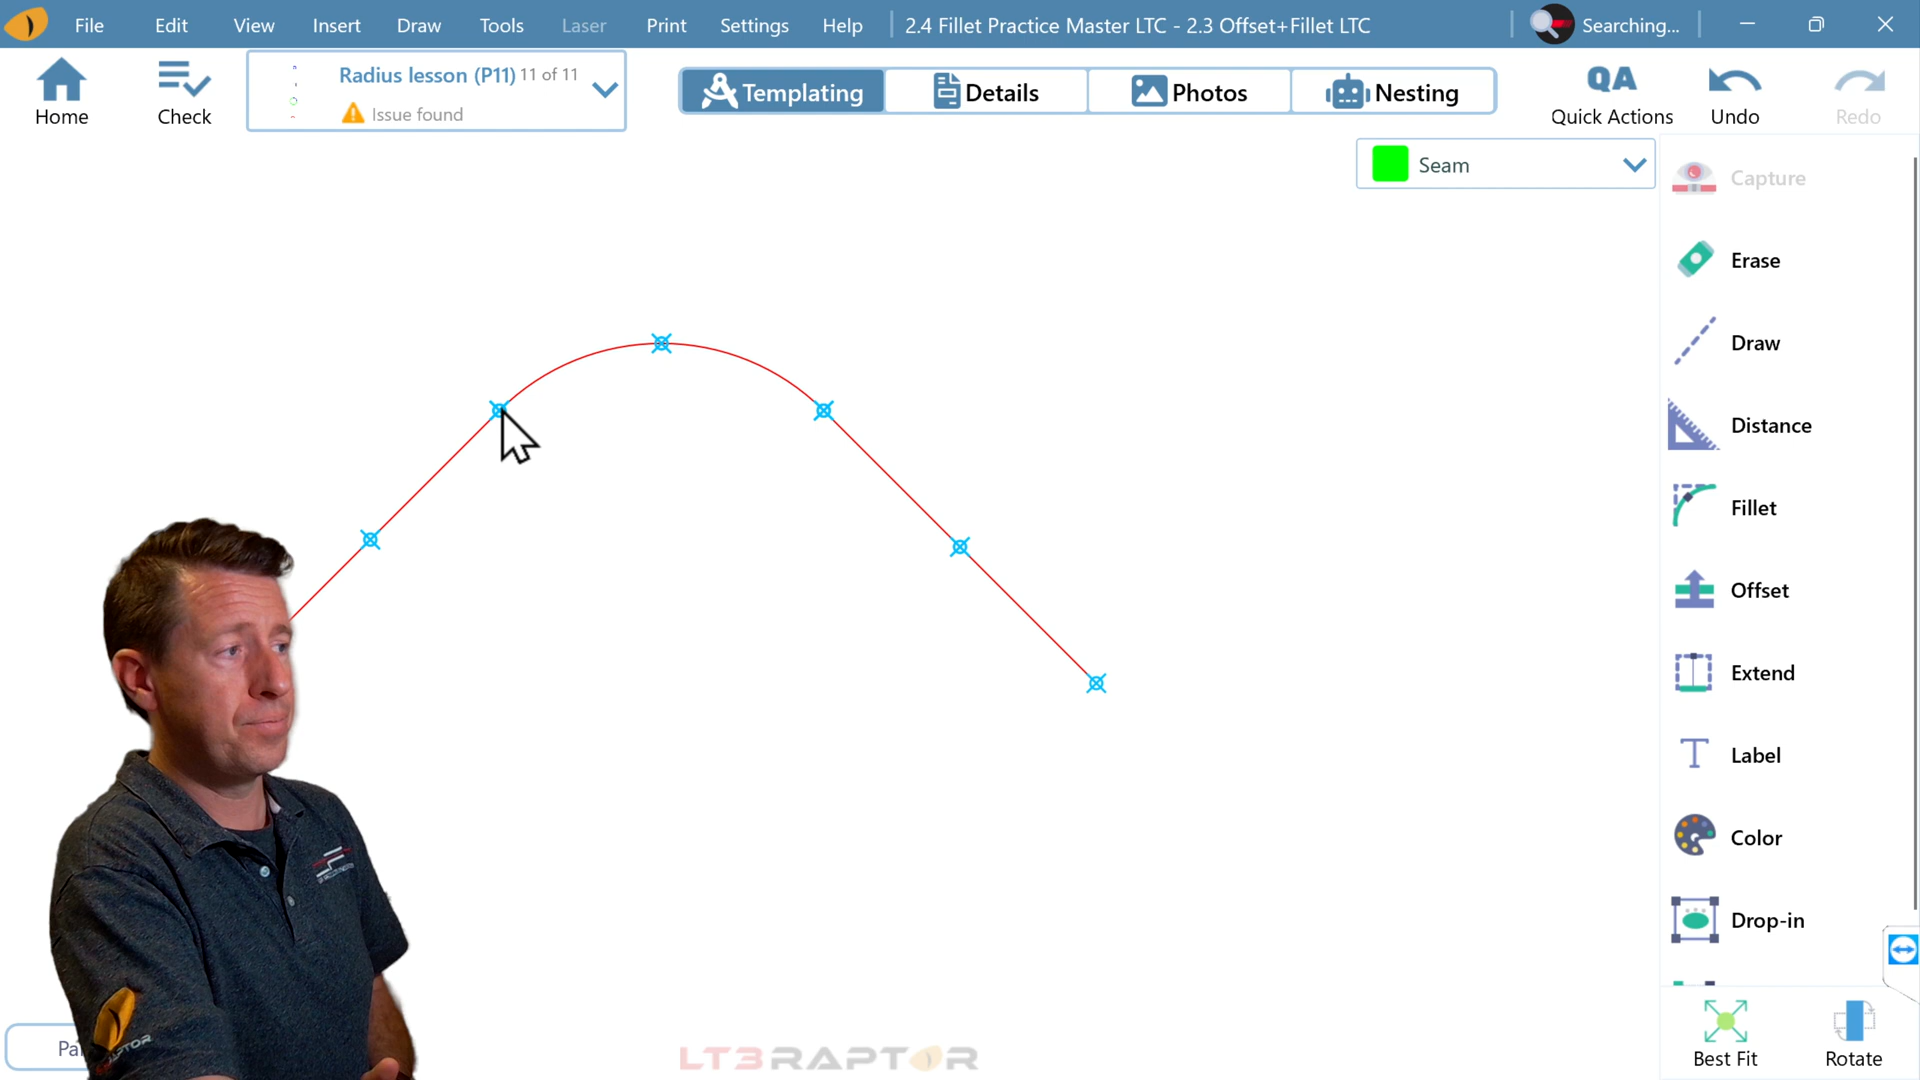 File Edit View Insert Draw Tools Laser Print Settings Help 2.4 Fillet Practice Master LTC - 2.3 Offset+Fillet LTC Searching...
Home
Check
Radius lesson (P11) 11 of 11
Issue found
Templating
Details
Photos
Nesting
QA
Quick Actions
Undo
Redo
Seam
Capture
Erase
Draw
Distance
Fillet
Offset
Extend
Label
Color
Drop-in
Best Fit
Rotate
LT3RAPTOR